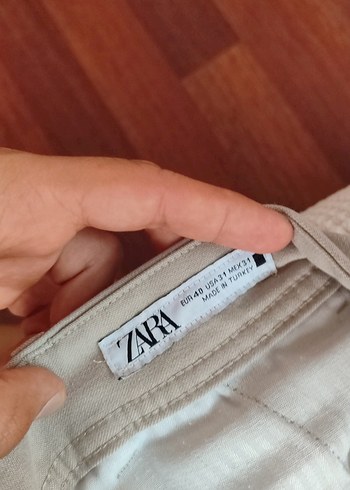 ZARA
EUR 40 USA 31 MEX 31
MADE IN TURKEY